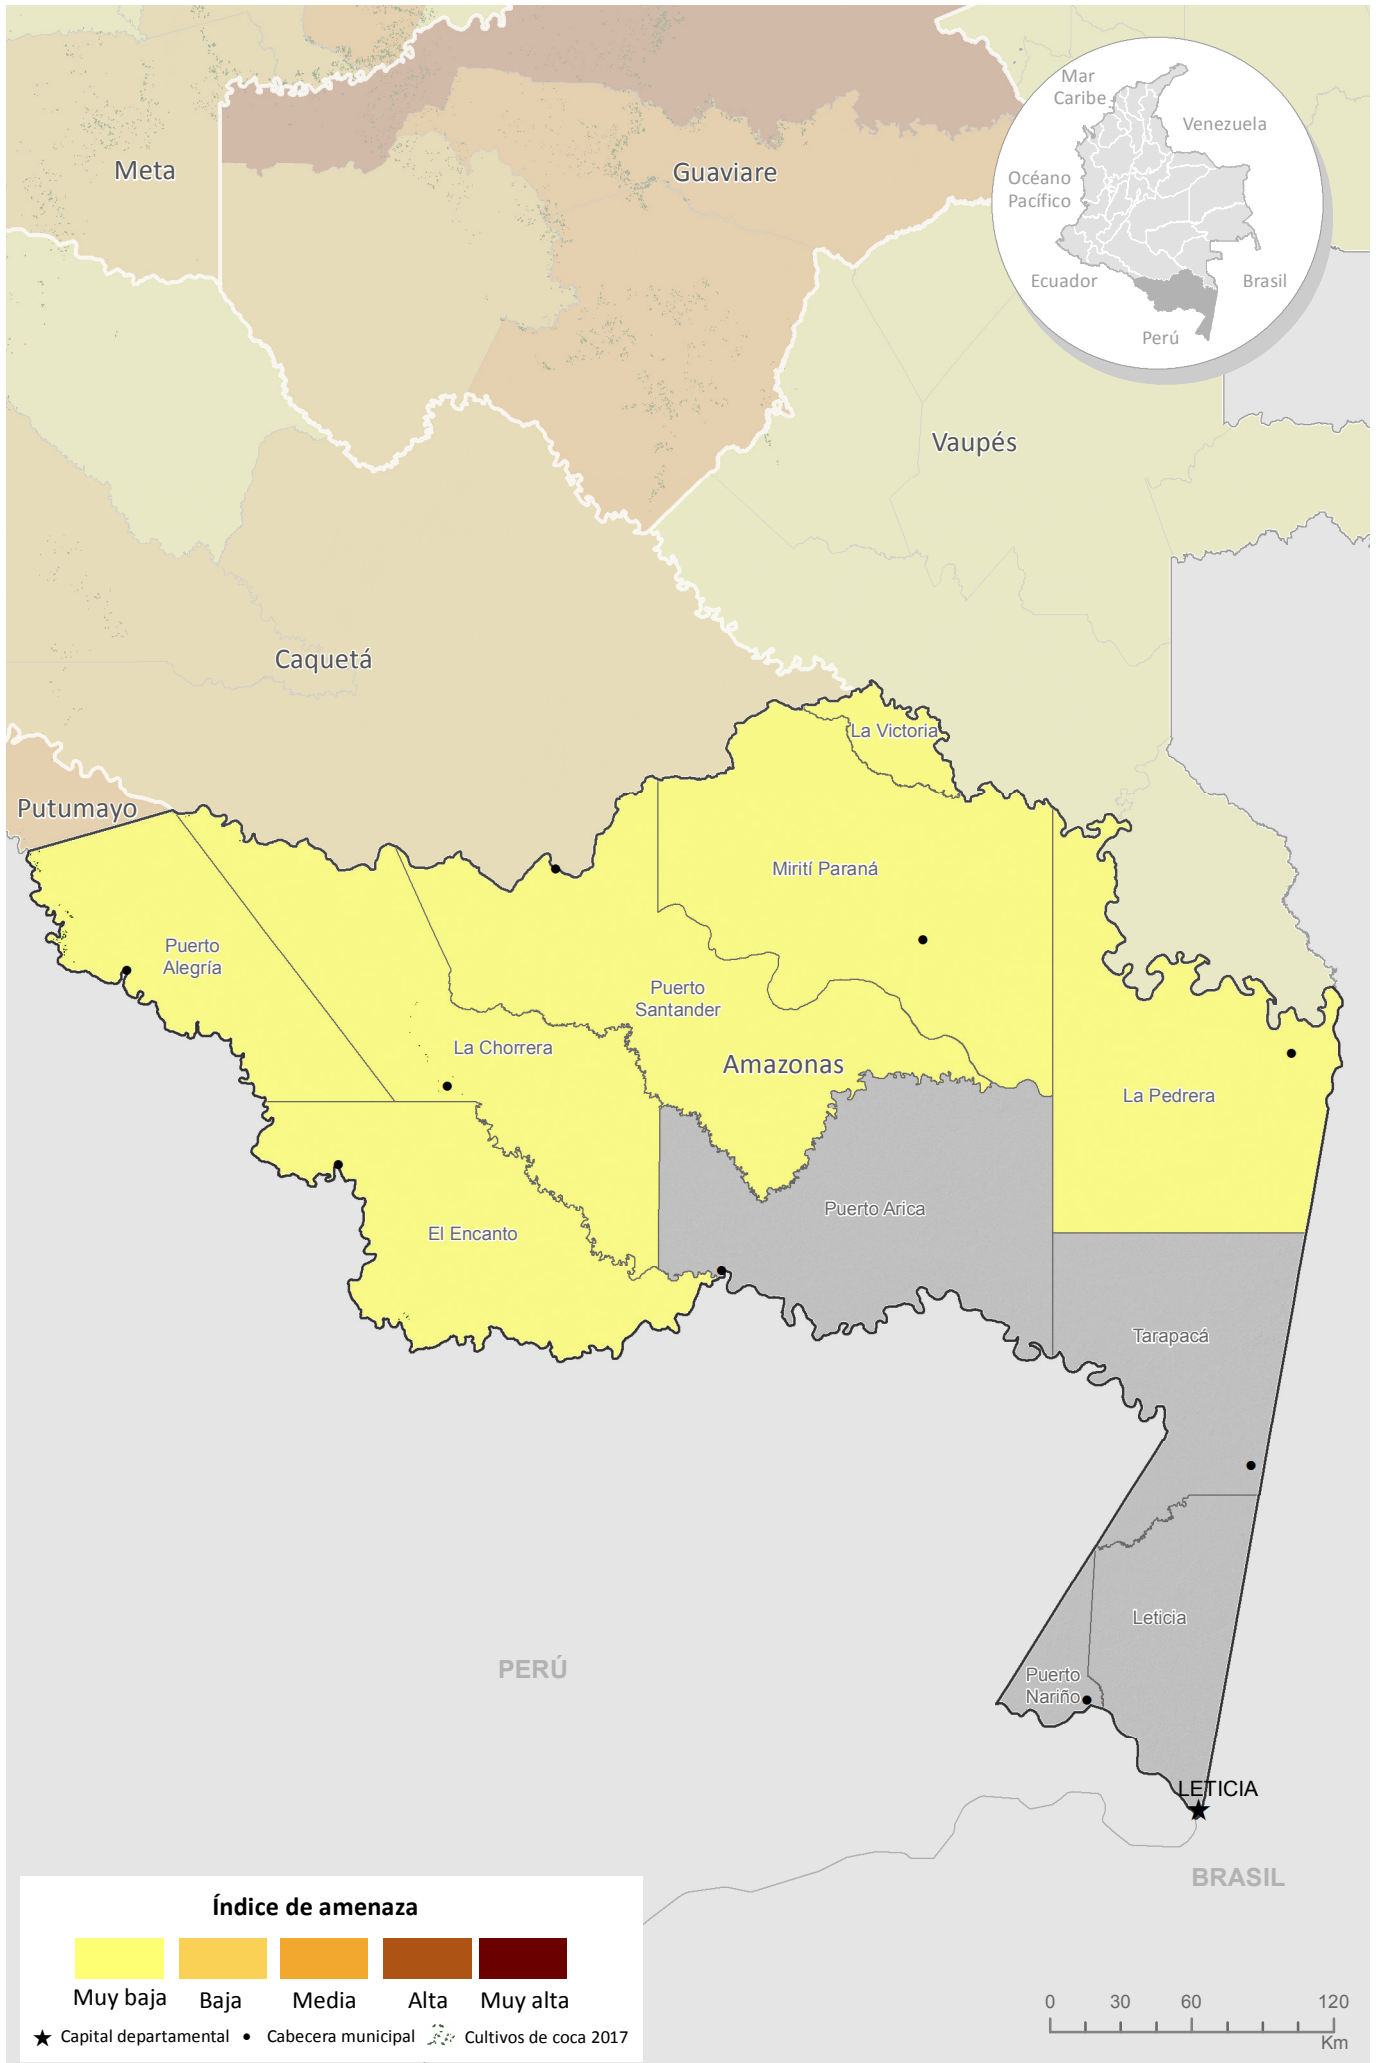 Mar
Caribe
Venezuela
Océano
Pacífico
Ecuador
Brasil
Perú
Meta
Guaviare
Vaupés
Caquetá
Putumayo
La Victoria
Mirití Paraná
Puerto
Alegría
Puerto
Santander
La Chorrera
Amazonas
La Pedrera
Puerto Arica
El Encanto
Tarapacá
Leticia
PERÚ
Puerto
Nariño
LETICIA
BRASIL
Índice de amenaza
Muy baja Baja Media Alta Muy alta
Capital departamental Cabecera municipal Cultivos de coca 2017
0 30 60 120
Km